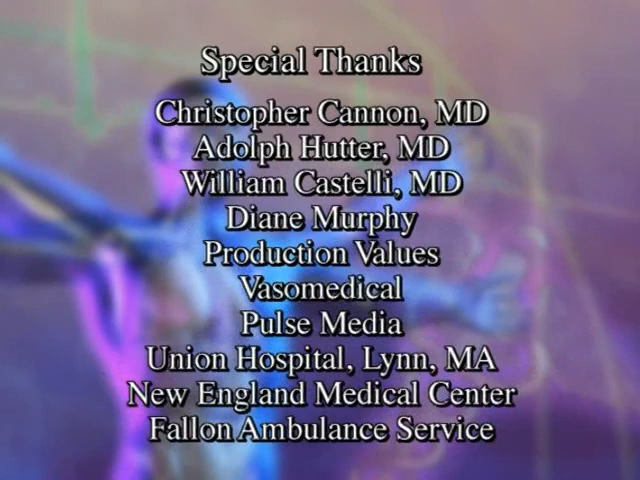 Special Thanks
Christopher Cannon, MD
Adolph Hutter, MD
William Castelli, MD
Diane Murphy
Production Values
Vasomedical
Pulse Media
Union Hospital, Lynn, MA
New England Medical Center
Fallon Ambulance Service